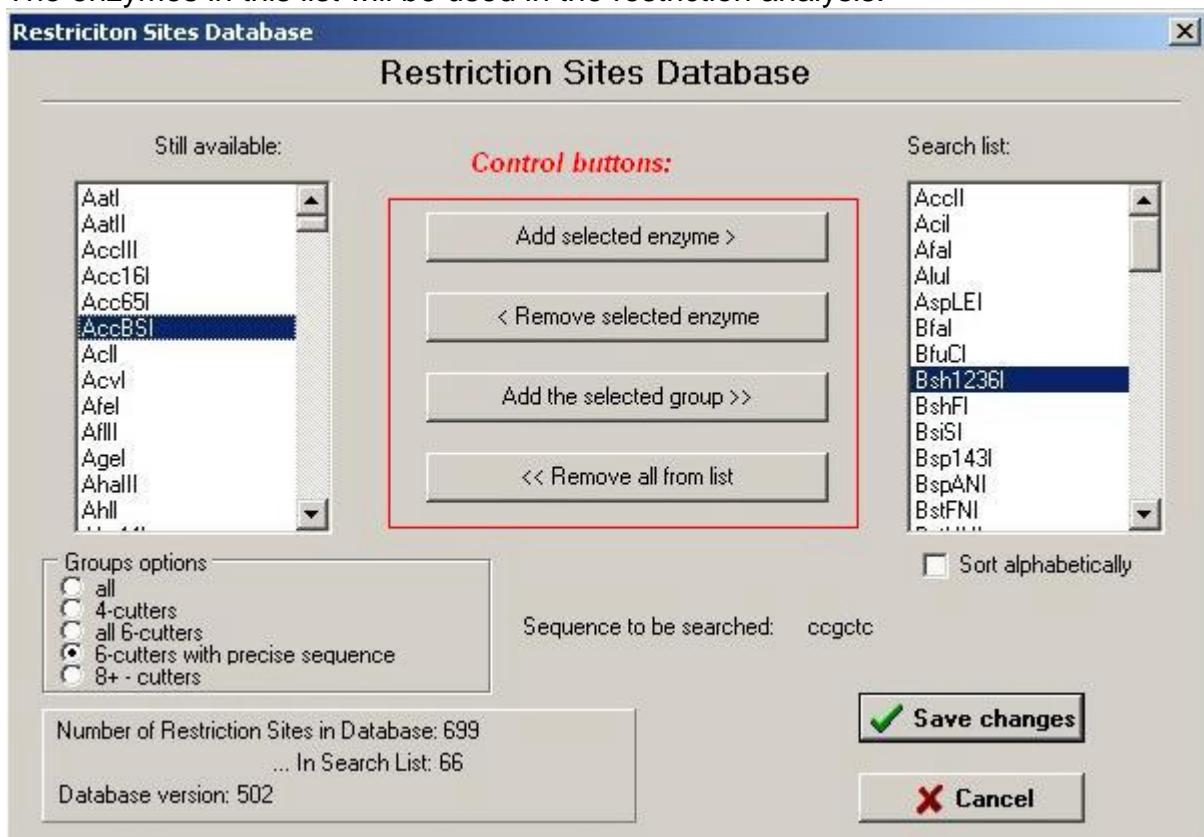 The enzymes in this list will be used in the restriction analysis.
Restriciton Sites Database
Restriction Sites Database
Still available:
Control buttons:
Search list:
AatI
AatII
AccIII
Acc16I
Acc65I
AccBSI
AclI
AcvI
AfeI
AflII
AgeI
AhaIII
AhlI
Add selected enzyme >
< Remove selected enzyme
Add the selected group >>
<< Remove all from list
AccII
AciI
AfaI
AluI
AspLEI
BfaI
BfuCI
Bsh1236I
BshFI
BsiSI
Bsp143I
BspANI
BstFNI
Sort alphabetically
Groups options
all
4-cutters
all 6-cutters
6-cutters with precise sequence
8+ - cutters
Sequence to be searched: ccgctc
Number of Restriction Sites in Database: 699
... In Search List: 66
Database version: 502
Save changes
Cancel